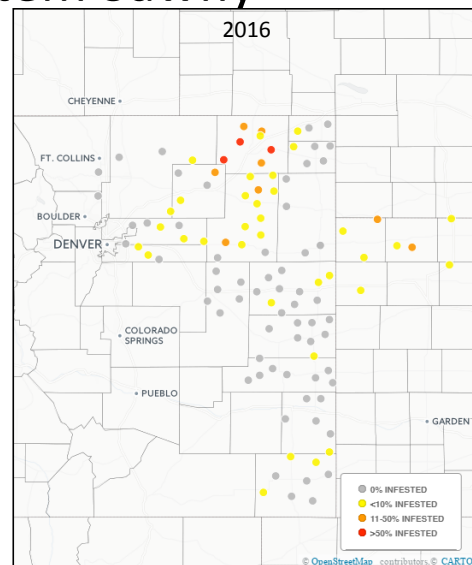 2016
CHEYENNE
FT. COLLINS
BOULDER
DENVER
COLORADO
SPRINGS
PUEBLO
GARDEN
0% INFESTED
<10% INFESTED
11-50% INFESTED
>50% INFESTED
© OpenStreetMap contributors, © CARTO